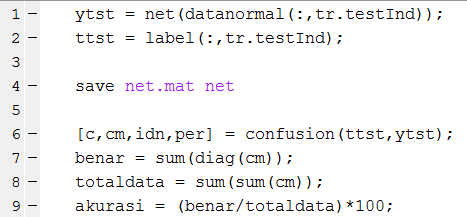 1 − ytst = net(datanormal(:,tr.testInd));
2 − ttst = label(:,tr.testInd);
3
4 − save net.mat net
5
6 − [c,cm,idn,per] = confusion(ttst,ytst);
7 − benar = sum(diag(cm));
8 − totaldata = sum(sum(cm));
9 − akurasi = (benar/totaldata)*100;